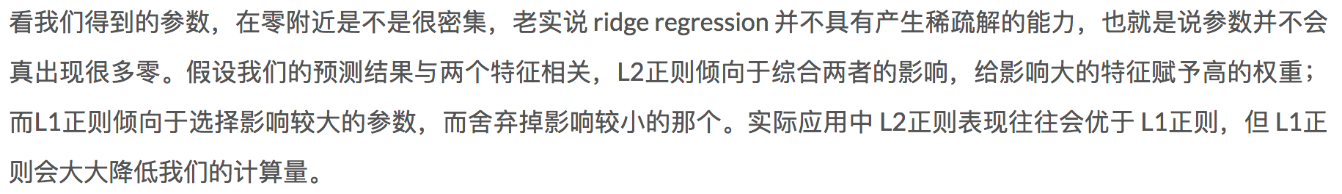 看我们得到的参数，在零附近是不是很密集，老实说 ridge regression 并不具有产生稀疏解的能力，也就是说参数并不会
真出现很多零。假设我们的预测结果与两个特征相关，L2正则倾向于综合两者的影响，给影响大的特征赋予高的权重；
而L1正则倾向于选择影响较大的参数，而舍弃掉影响较小的那个。实际应用中 L2正则表现往往会优于 L1正则，但 L1正
则会大大降低我们的计算量。